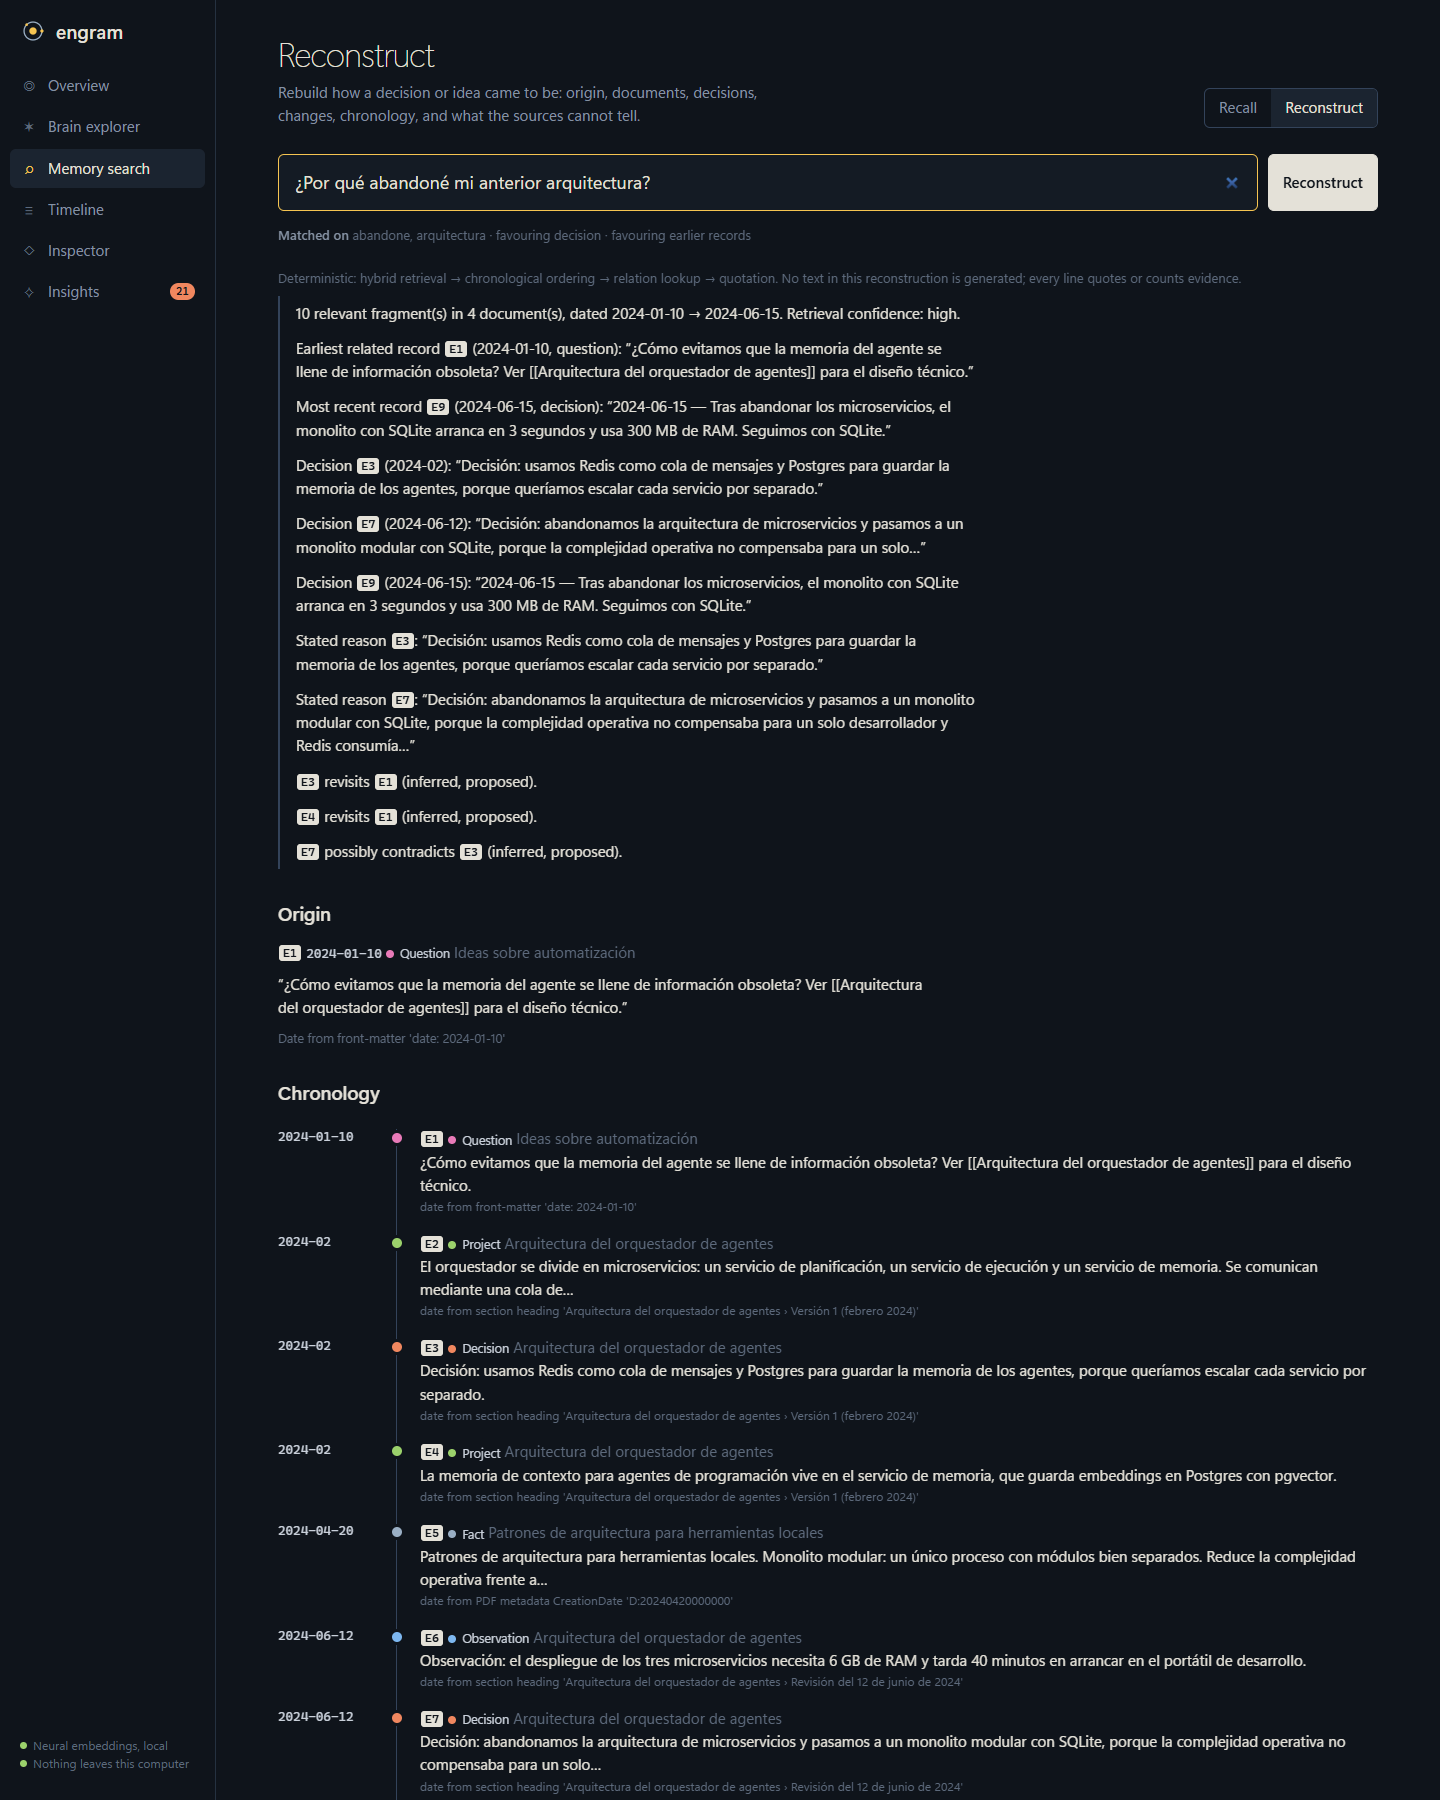 engram
Overview
Brain explorer
Memory search
Timeline
Inspector
Insights 21
Reconstruct
Rebuild how a decision or idea came to be: origin, documents, decisions,
changes, chronology, and what the sources cannot tell.
Recall Reconstruct
¿Por qué abandoné mi anterior arquitectura?
Reconstruct
Matched on abandone, arquitectura · favouring decision · favouring earlier records
Deterministic: hybrid retrieval → chronological ordering → relation lookup → quotation. No text in this reconstruction is generated; every line quotes or counts evidence.
10 relevant fragment(s) in 4 document(s), dated 2024-01-10 → 2024-06-15. Retrieval confidence: high.
Earliest related record E1 (2024-01-10, question): “¿Cómo evitamos que la memoria del agente se
llene de información obsoleta? Ver [[Arquitectura del orquestador de agentes]] para el diseño técnico.”
Most recent record E9 (2024-06-15, decision): “2024-06-15 — Tras abandonar los microservicios, el
monolito con SQLite arranca en 3 segundos y usa 300 MB de RAM. Seguimos con SQLite.”
Decision E3 (2024-02): “Decisión: usamos Redis como cola de mensajes y Postgres para guardar la
memoria de los agentes, porque queríamos escalar cada servicio por separado.”
Decision E7 (2024-06-12): “Decisión: abandonamos la arquitectura de microservicios y pasamos a un
monolito modular con SQLite, porque la complejidad operativa no compensaba para un solo…”
Decision E9 (2024-06-15): “2024-06-15 — Tras abandonar los microservicios, el monolito con SQLite
arranca en 3 segundos y usa 300 MB de RAM. Seguimos con SQLite.”
Stated reason E3: “Decisión: usamos Redis como cola de mensajes y Postgres para guardar la
memoria de los agentes, porque queríamos escalar cada servicio por separado.”
Stated reason E7: “Decisión: abandonamos la arquitectura de microservicios y pasamos a un monolito
modular con SQLite, porque la complejidad operativa no compensaba para un solo desarrollador y
Redis consumía…”
E3 revisits E1 (inferred, proposed).
E4 revisits E1 (inferred, proposed).
E7 possibly contradicts E3 (inferred, proposed).
Origin
E1 2024-01-10 Question Ideas sobre automatización
“¿Cómo evitamos que la memoria del agente se llene de información obsoleta? Ver [[Arquitectura
del orquestador de agentes]] para el diseño técnico.”
Date from front-matter 'date: 2024-01-10'
Chronology
2024-01-10 E1 Question Ideas sobre automatización
¿Cómo evitamos que la memoria del agente se llene de información obsoleta? Ver [[Arquitectura del orquestador de agentes]] para el diseño
técnico.
date from front-matter 'date: 2024-01-10'
2024-02 E2 Project Arquitectura del orquestador de agentes
El orquestador se divide en microservicios: un servicio de planificación, un servicio de ejecución y un servicio de memoria. Se comunican
mediante una cola de…
date from section heading 'Arquitectura del orquestador de agentes › Versión 1 (febrero 2024)'
2024-02 E3 Decision Arquitectura del orquestador de agentes
Decisión: usamos Redis como cola de mensajes y Postgres para guardar la memoria de los agentes, porque queríamos escalar cada servicio por
separado.
date from section heading 'Arquitectura del orquestador de agentes › Versión 1 (febrero 2024)'
2024-02 E4 Project Arquitectura del orquestador de agentes
La memoria de contexto para agentes de programación vive en el servicio de memoria, que guarda embeddings en Postgres con pgvector.
date from section heading 'Arquitectura del orquestador de agentes › Versión 1 (febrero 2024)'
2024-04-20 E5 Fact Patrones de arquitectura para herramientas locales
Patrones de arquitectura para herramientas locales. Monolito modular: un único proceso con módulos bien separados. Reduce la complejidad
operativa frente a…
date from PDF metadata CreationDate 'D:20240420000000'
2024-06-12 E6 Observation Arquitectura del orquestador de agentes
Observación: el despliegue de los tres microservicios necesita 6 GB de RAM y tarda 40 minutos en arrancar en el portátil de desarrollo.
date from section heading 'Arquitectura del orquestador de agentes › Revisión del 12 de junio de 2024'
2024-06-12 E7 Decision Arquitectura del orquestador de agentes
Decisión: abandonamos la arquitectura de microservicios y pasamos a un monolito modular con SQLite, porque la complejidad operativa no
compensaba para un solo…
date from section heading 'Arquitectura del orquestador de agentes › Revisión del 12 de junio de 2024'
Neural embeddings, local
Nothing leaves this computer